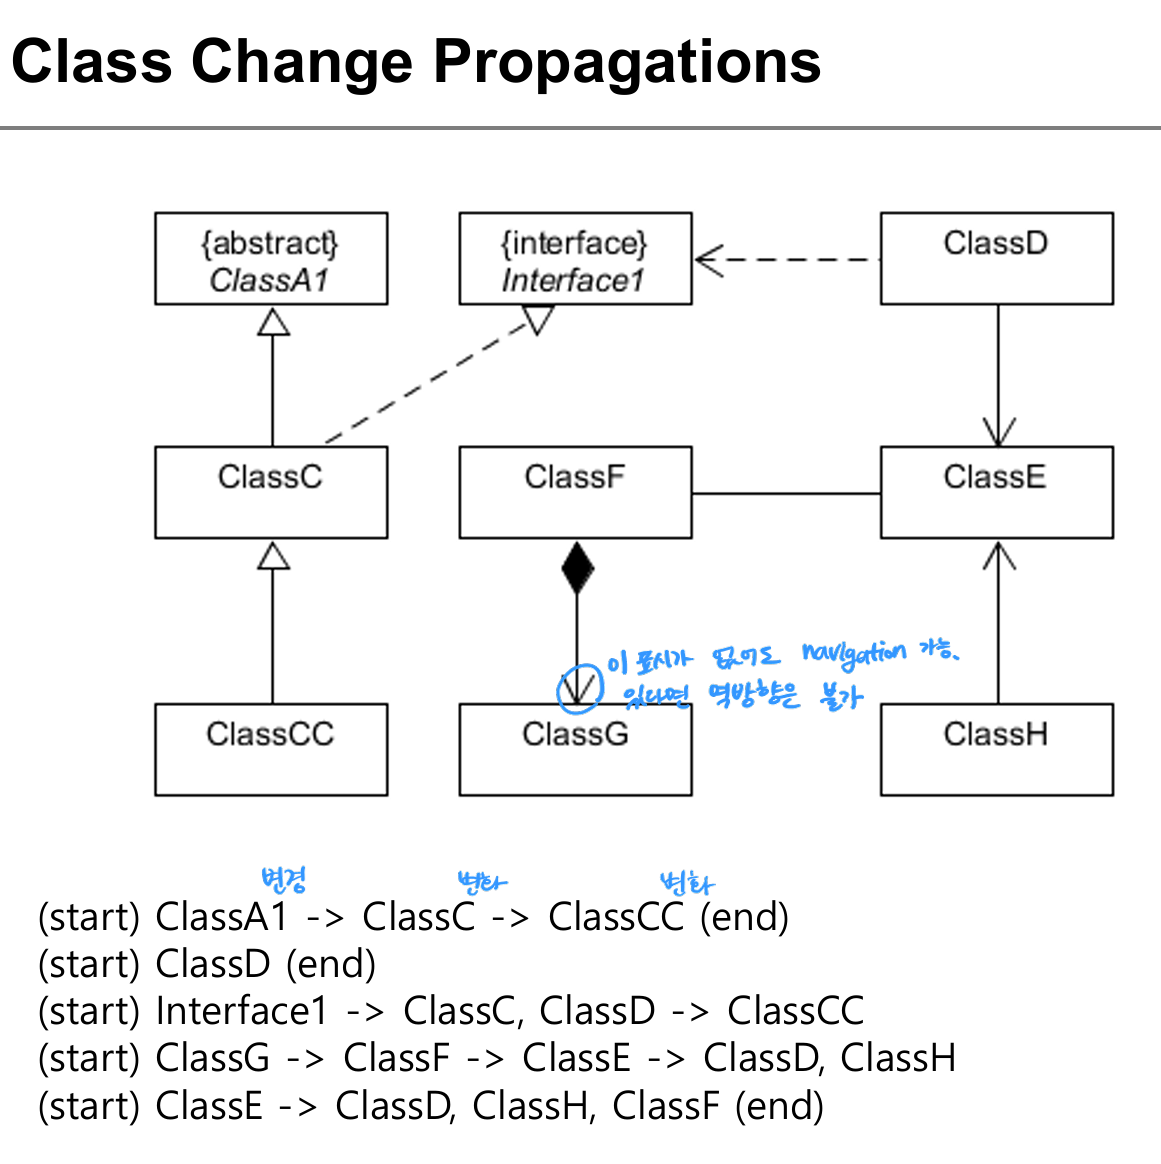 Class Change Propagations
{abstract}
ClassA1
{interface}
Interface1
ClassD
ClassC
ClassF
ClassE
이 표시가 없어도 navigation 가능.
있다면 역방향은 불가
ClassCC
ClassG
ClassH
변경 변화 변화
(start) ClassA1 -> ClassC -> ClassCC (end)
(start) ClassD (end)
(start) Interface1 -> ClassC, ClassD -> ClassCC
(start) ClassG -> ClassF -> ClassE -> ClassD, ClassH
(start) ClassE -> ClassD, ClassH, ClassF (end)